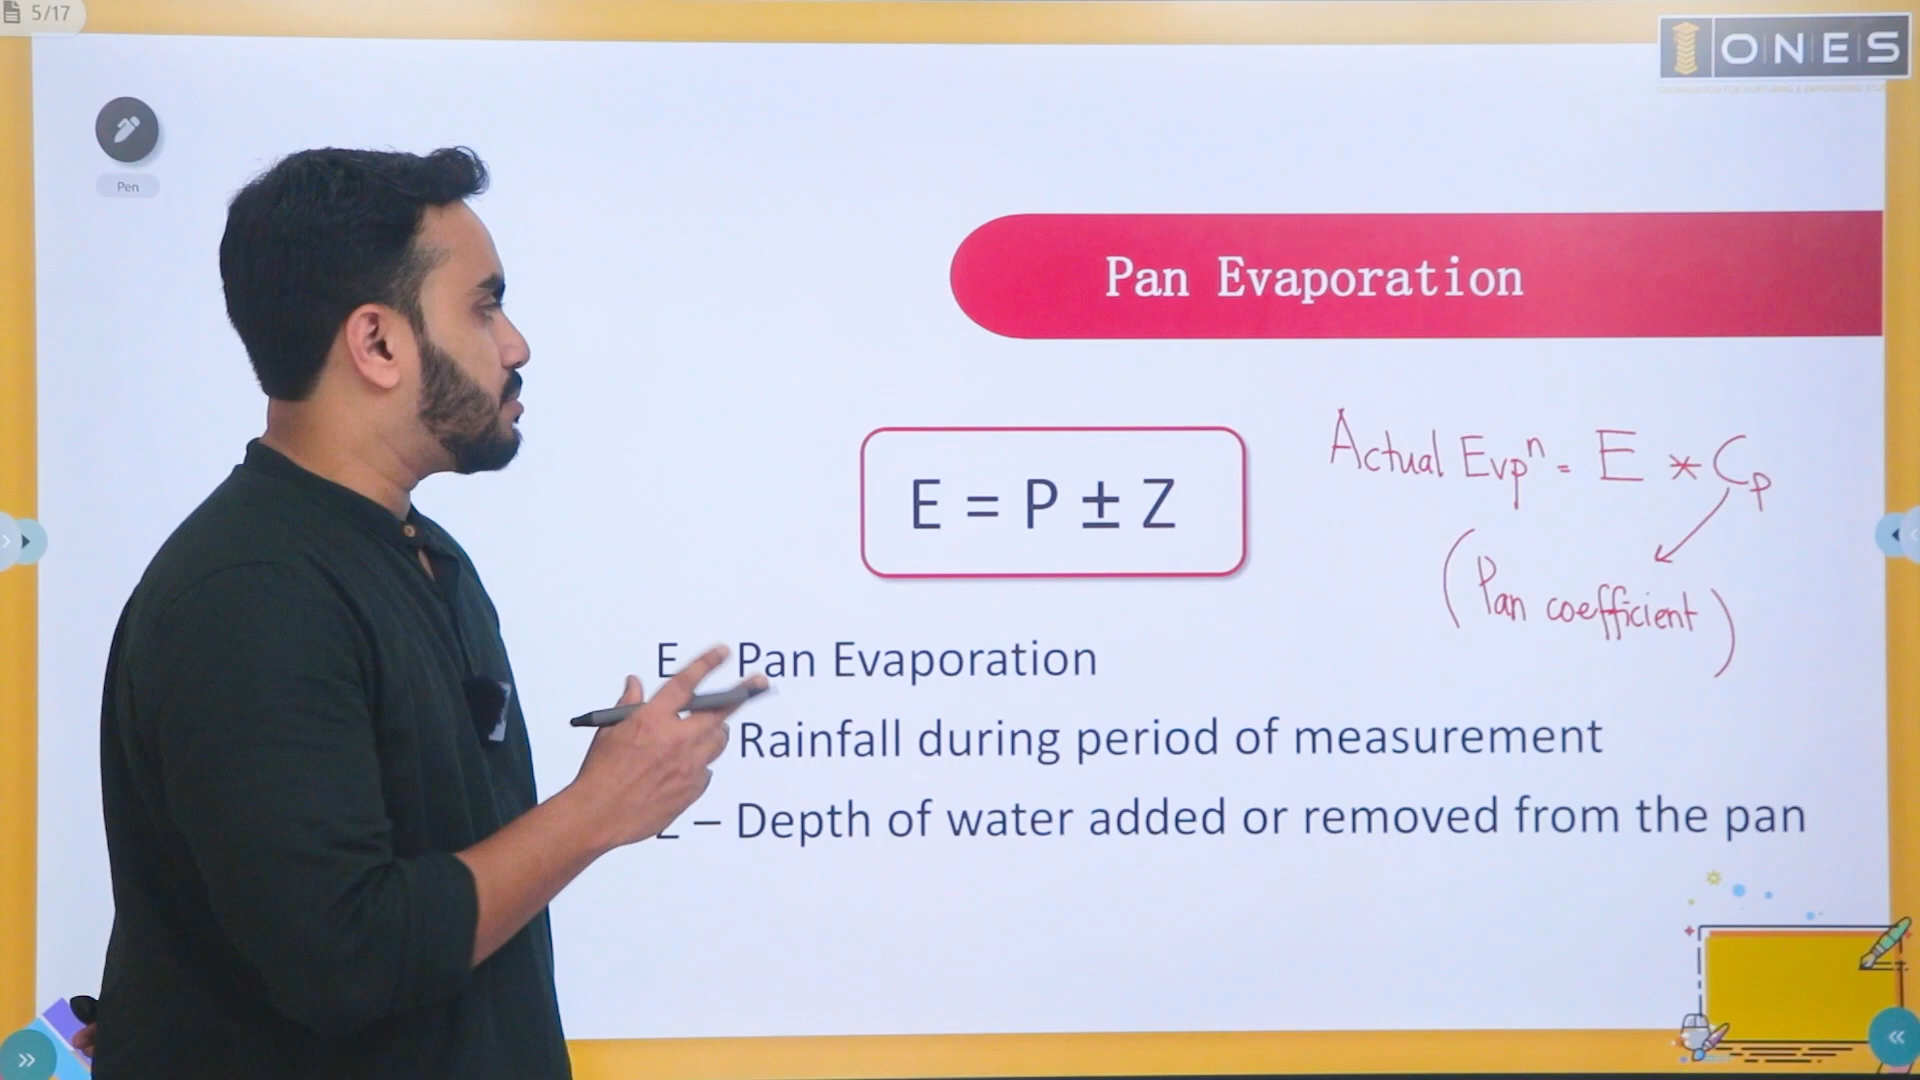 5/17
ONES
Pen
Pan Evaporation
E = P ± Z
Actual Evpⁿ = E * Cp
(Pan coefficient)
E Pan Evaporation
Rainfall during period of measurement
Z – Depth of water added or removed from the pan